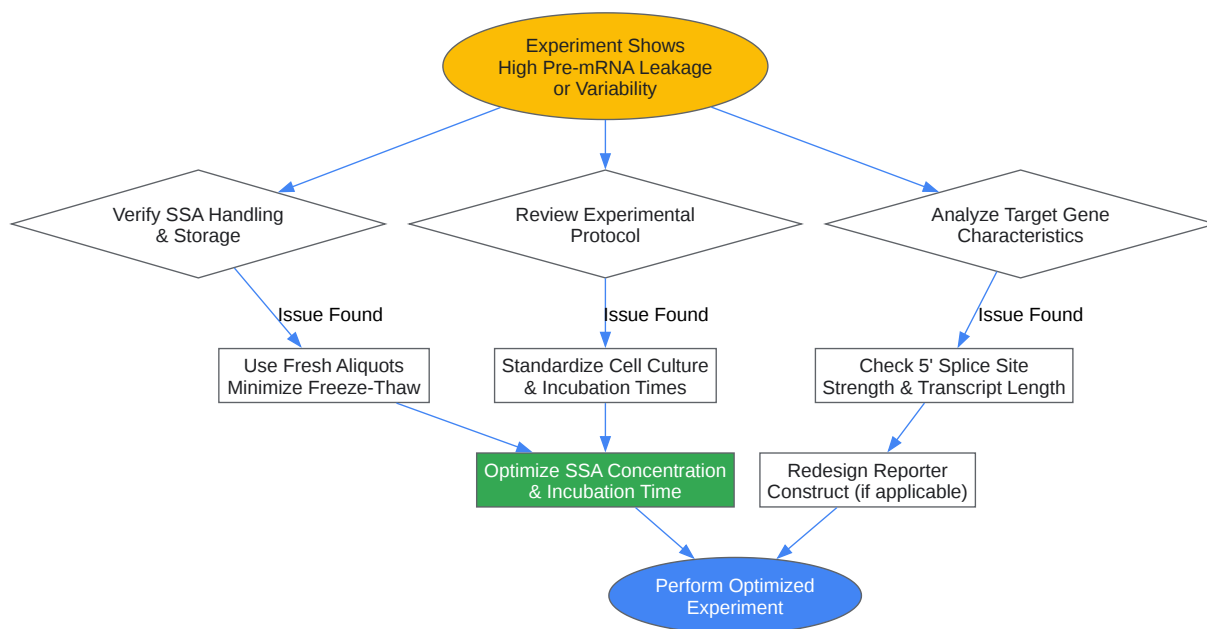 Experiment Shows
High Pre-mRNA Leakage
or Variability
Verify SSA Handling
& Storage
Review Experimental
Protocol
Analyze Target Gene
Characteristics
Issue Found
Issue Found
Issue Found
Use Fresh Aliquots
Minimize Freeze-Thaw
Standardize Cell Culture
& Incubation Times
Check 5' Splice Site
Strength & Transcript Length
Optimize SSA Concentration
& Incubation Time
Redesign Reporter
Construct (if applicable)
Perform Optimized
Experiment